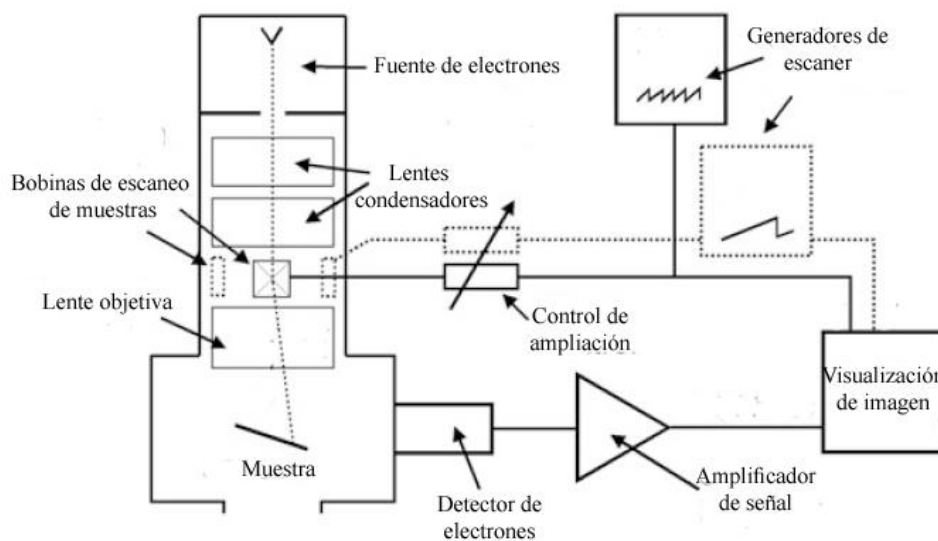 Generadores de
escaner
Fuente de electrones
Bobinas de escaneo
de muestras
Lentes
condensadores
Lente objetiva
Control de
ampliación
Visualización
de imagen
Muestra
Amplificador
de señal
Detector de
electrones